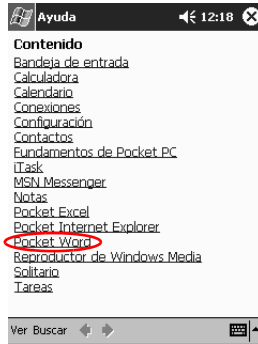 Ayuda 12:18
Contenido
Bandeja de entrada
Calculadora
Calendario
Conexiones
Configuración
Contactos
Fundamentos de Pocket PC
iTask
MSN Messenger
Notas
Pocket Excel
Pocket Internet Explorer
Pocket Word
Reproductor de Windows Media
Solitario
Tareas
Ver Buscar